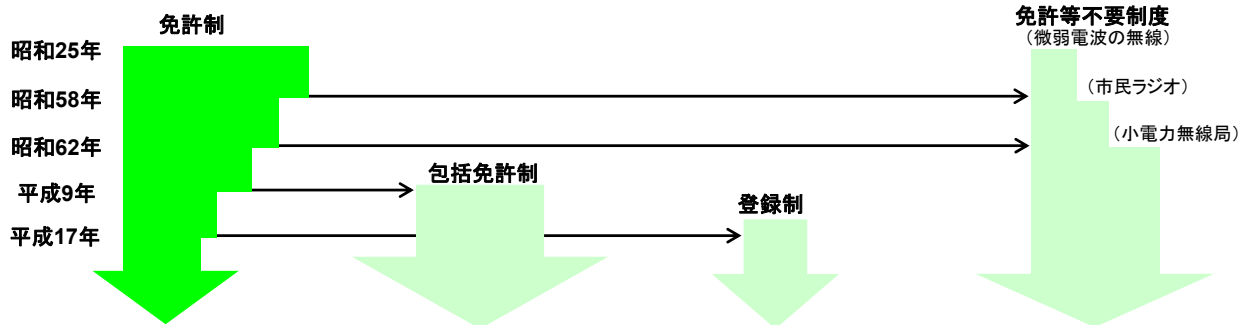 免許制
免許等不要制度
(微弱電波の無線)
昭和25年
昭和58年
(市民ラジオ)
昭和62年
(小電力無線局)
平成9年
包括免許制
平成17年
登録制